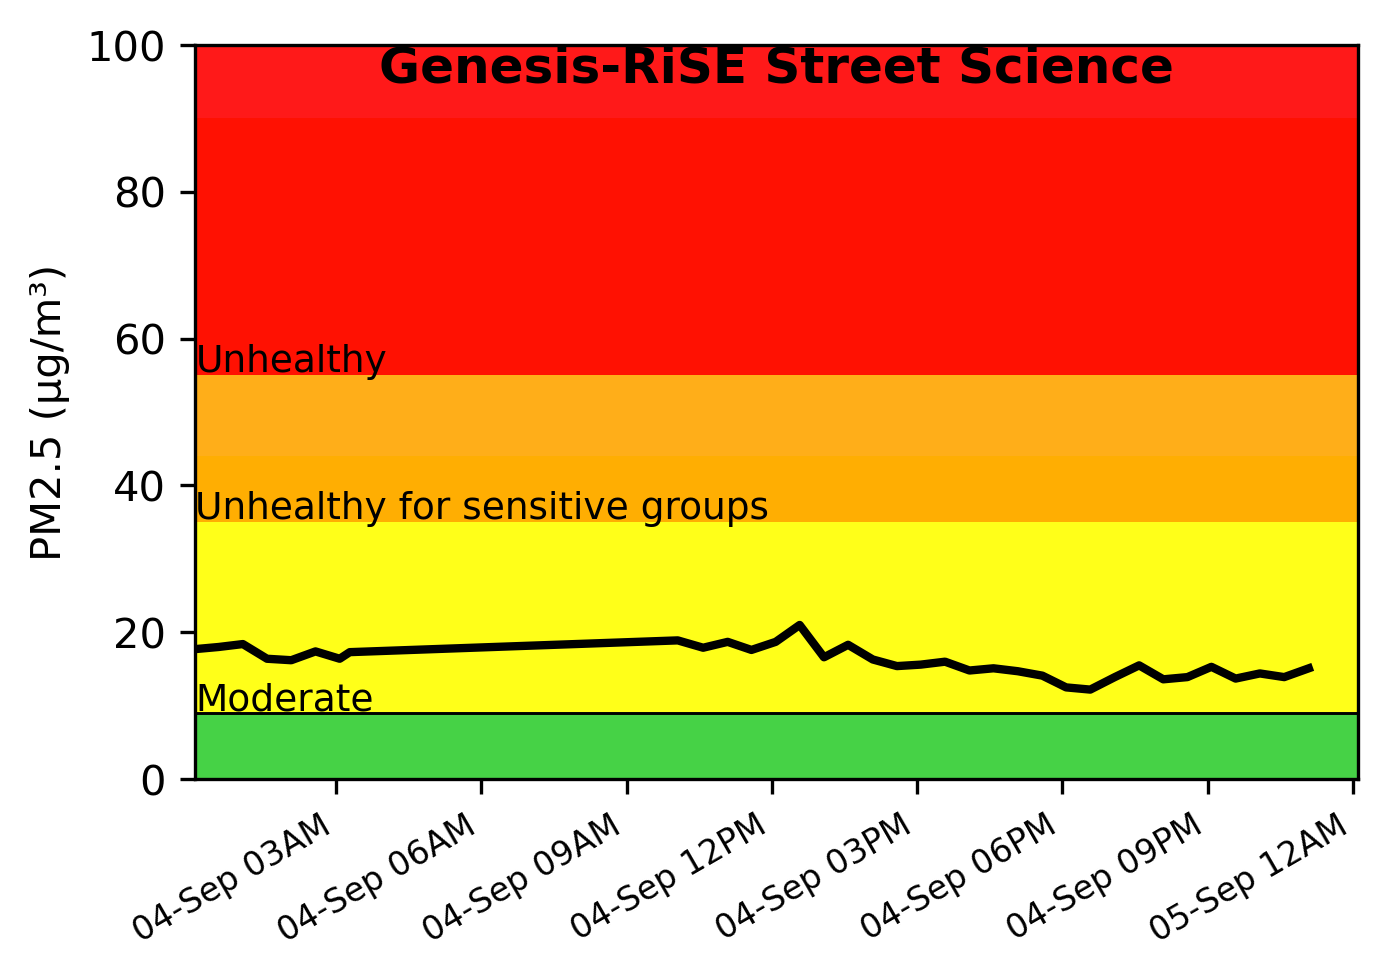 Genesis-RiSE Street Science
100
80
60
40
20
0
PM2.5 (µg/m³)
Unhealthy
Unhealthy for sensitive groups
Moderate
04-Sep 03AM
04-Sep 06AM
04-Sep 09AM
04-Sep 12PM
04-Sep 03PM
04-Sep 06PM
04-Sep 09PM
05-Sep 12AM